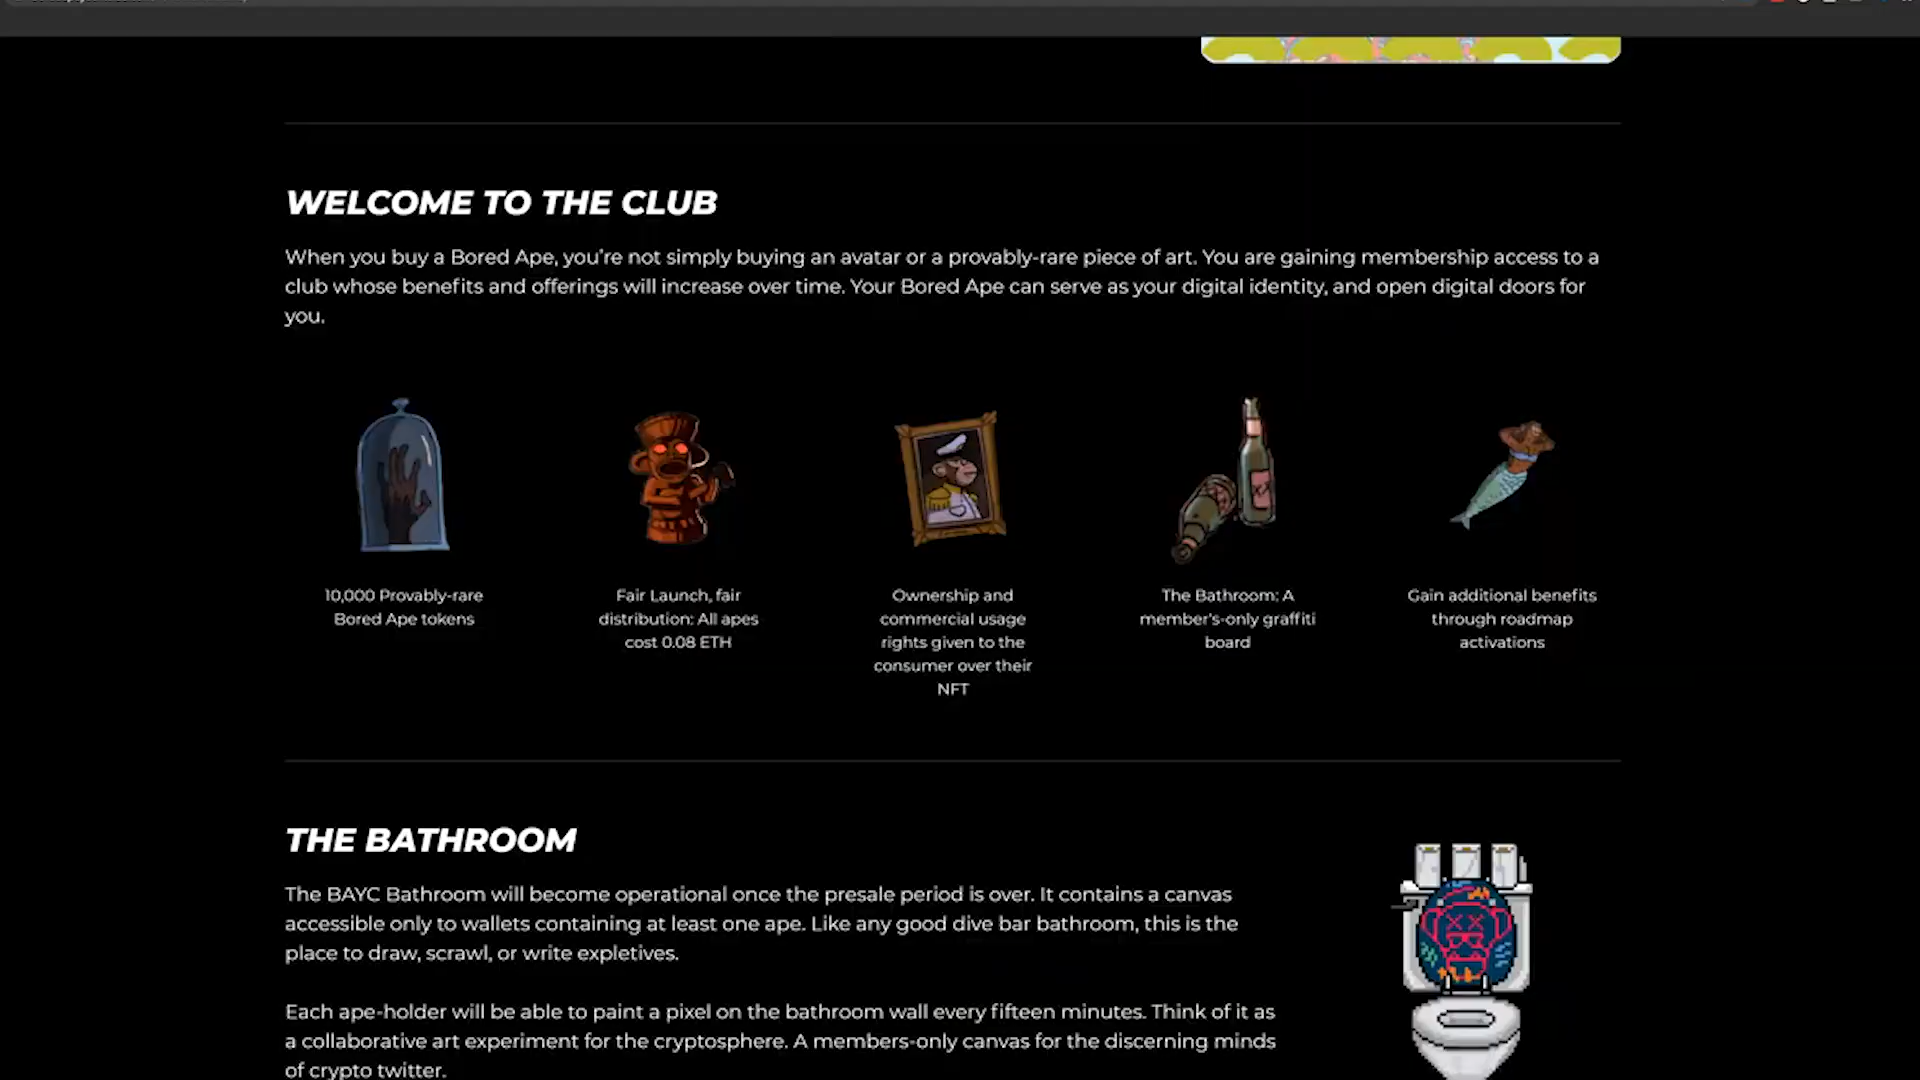 WELCOME TO THE CLUB
When you buy a Bored Ape, you're not simply buying an avatar or a provably-rare piece of art. You are gaining membership access to a
club whose benefits and offerings will increase over time. Your Bored Ape can serve as your digital identity, and open digital doors for
you.
10,000 Provably-rare
Bored Ape tokens
Fair Launch, fair
distribution: All apes
cost 0.08 ETH
Ownership and
commercial usage
rights given to the
consumer over their
NFT
The Bathroom: A
member's-only graffiti
board
Gain additional benefits
through roadmap
activations
THE BATHROOM
The BAYC Bathroom will become operational once the presale period is over. It contains a canvas
accessible only to wallets containing at least one ape. Like any good dive bar bathroom, this is the
place to draw, scrawl, or write expletives.
Each ape-holder will be able to paint a pixel on the bathroom wall every fifteen minutes. Think of it as
a collaborative art experiment for the cryptosphere. A members-only canvas for the discerning minds
of crypto twitter.